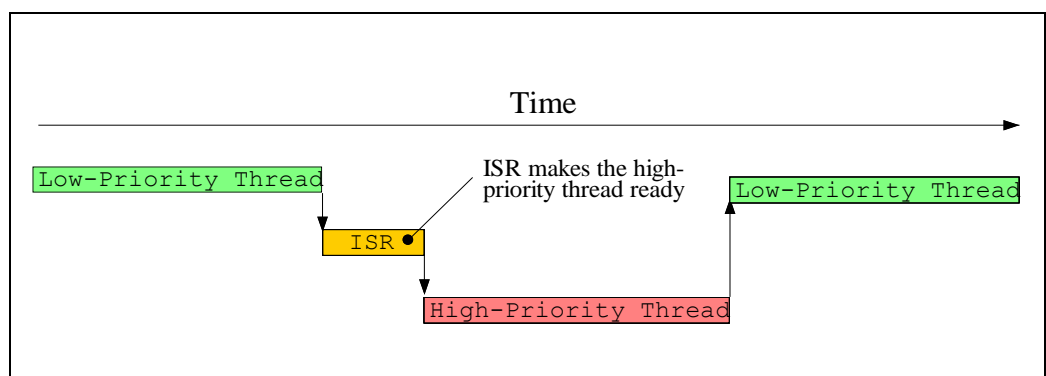 Time
Low-Priority Thread
ISR makes the high-
priority thread ready
Low-Priority Thread
ISR
High-Priority Thread